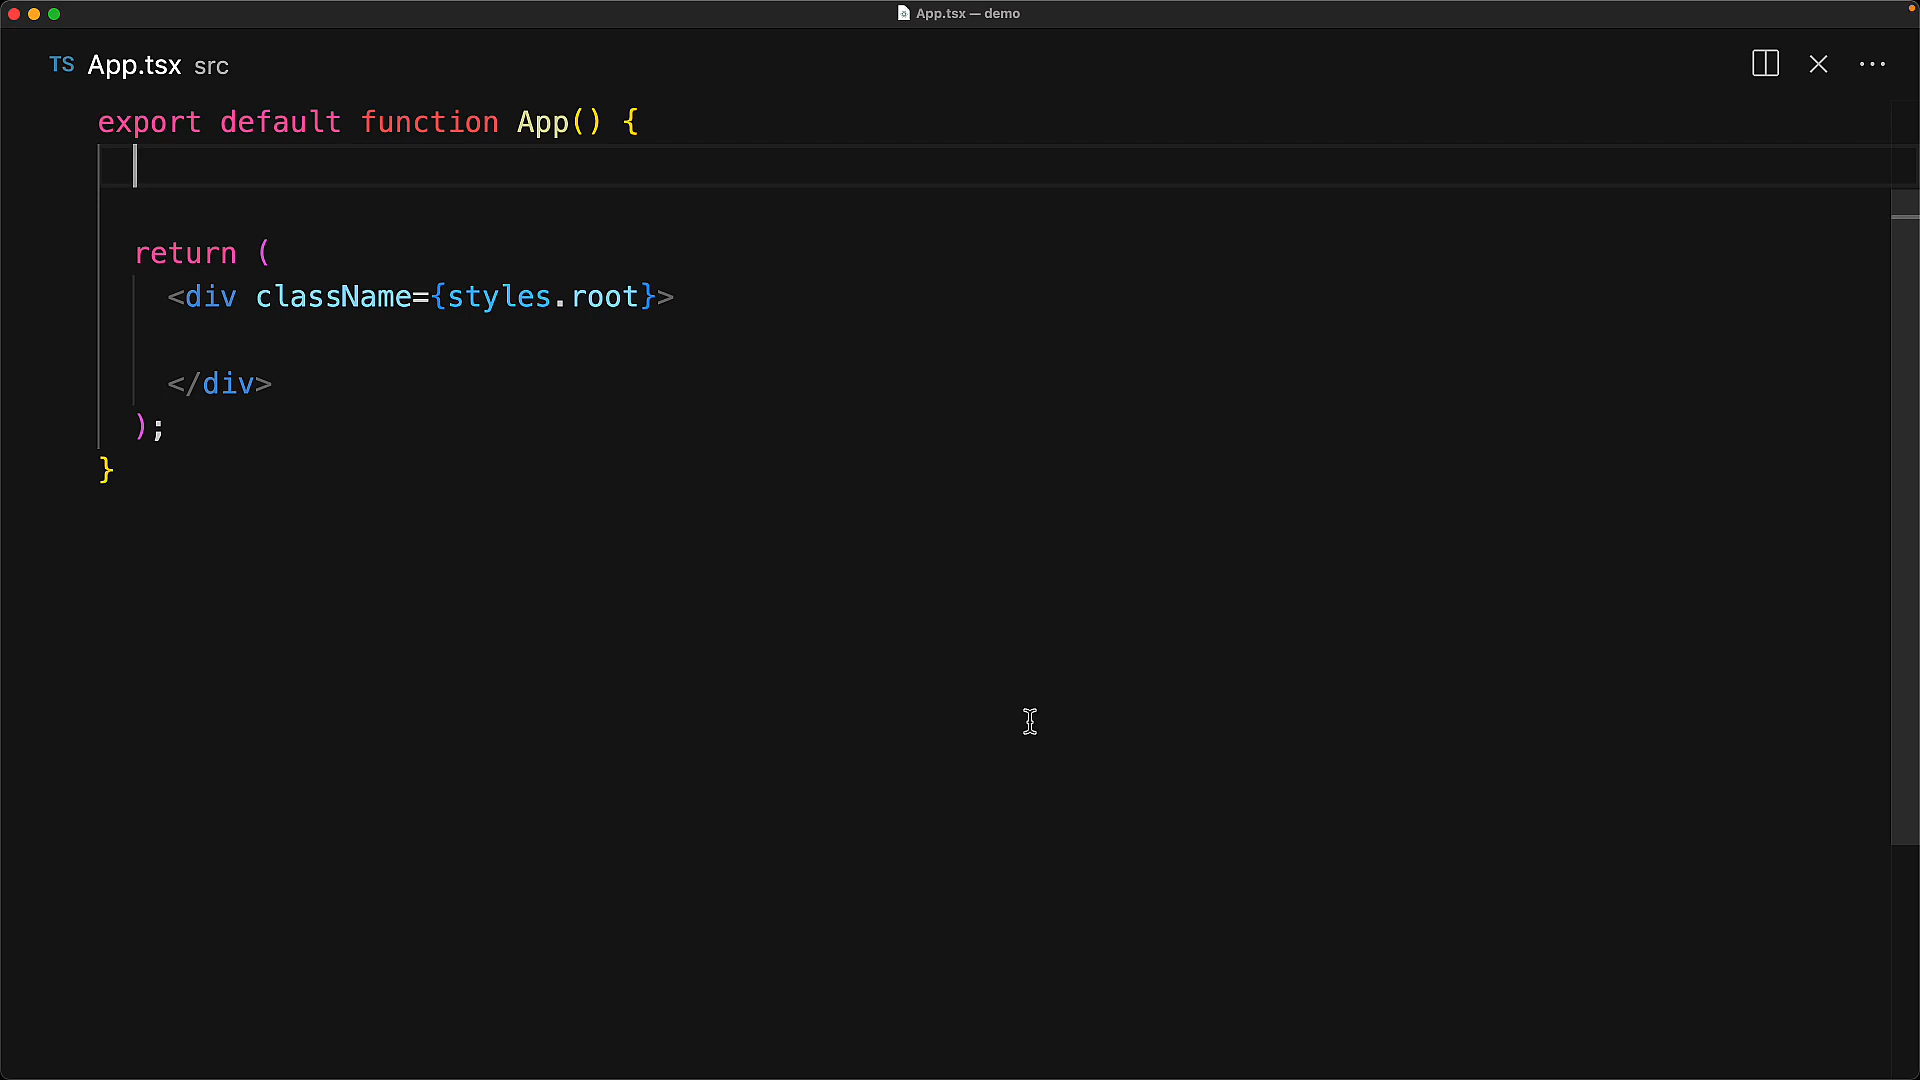 App.tsx — demo
TS App.tsx src
export default function App() {
return (
<div className={styles.root}>
</div>
);
}